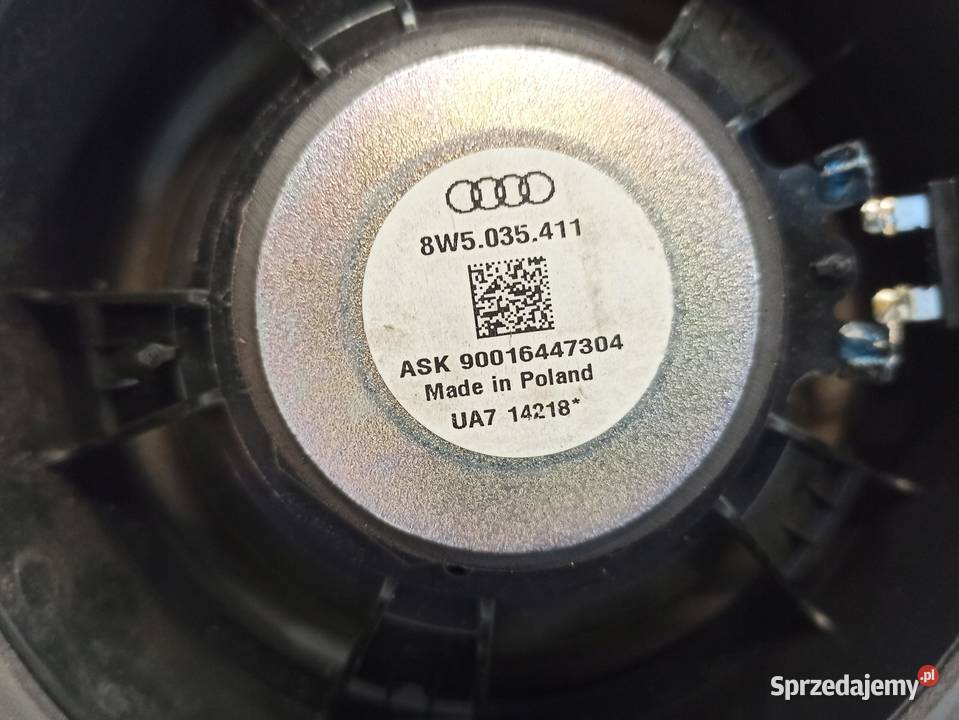 8W5.035.411
ASK 90016447304
Made in Poland
UA7 14218*
Sprzedajemy.pl